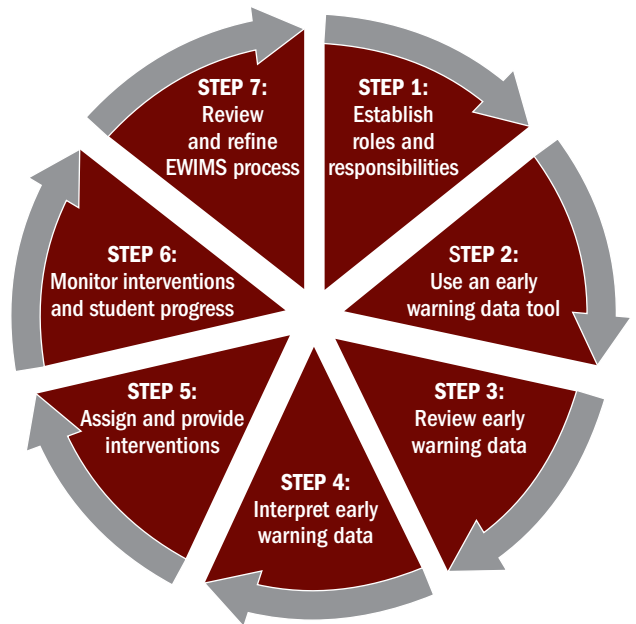 STEP 1:
Establish
roles and
responsibilities
STEP 2:
Use an early
warning data tool
STEP 3:
Review early
warning data
STEP 4:
Interpret early
warning data
STEP 5:
Assign and provide
interventions
STEP 6:
Monitor interventions
and student progress
STEP 7:
Review
and refine
EWIMS process